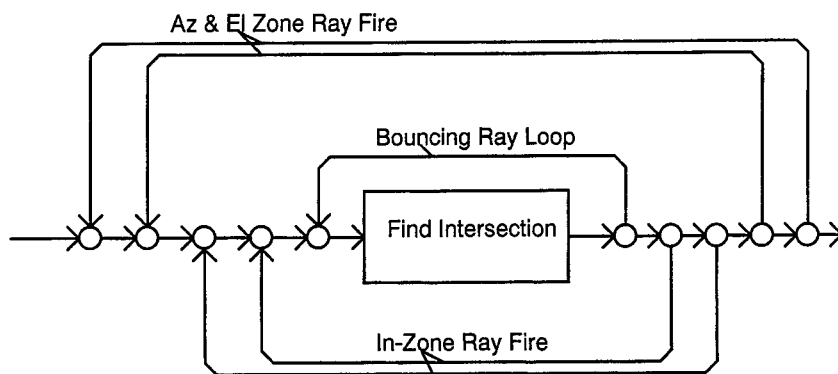 Az & El Zone Ray Fire
Bouncing Ray Loop
Find Intersection
In-Zone Ray Fire